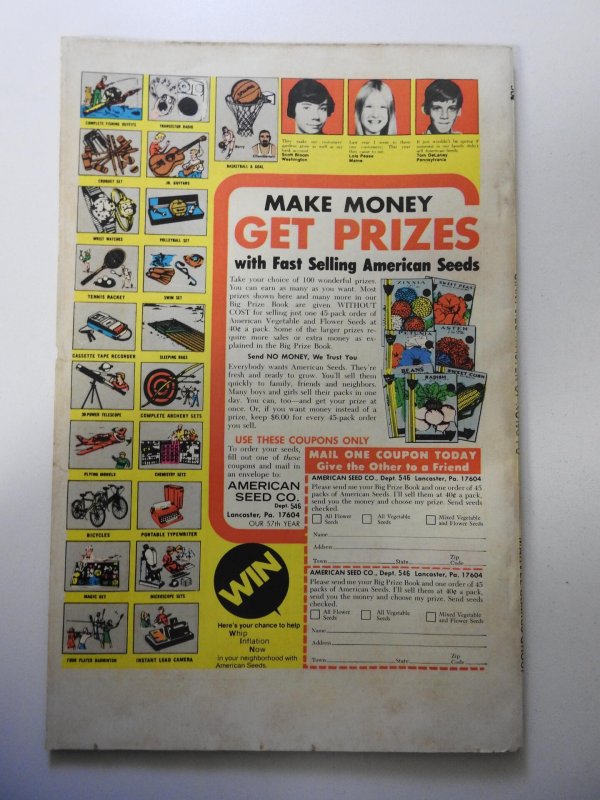 COMPLETE FISHING OUTFITS
TRANSISTOR RADIO
CROQUET SET
JR. GUITARS
BASKETBALL & GOAL
WRIST WATCHES
VOLLEYBALL SET
TENNIS RACKET
SWIM SET
CASSETTE TAPE RECORDER
SLEEPING BAGS
30-POWER TELESCOPE
COMPLETE ARCHERY SETS
FLYING MODELS
CHEMISTRY SETS
BICYCLES
PORTABLE TYPEWRITER
MAGIC SET
MICROSCOPE SETS
FOUR PLAYER BADMINTON
INSTANT LOAD CAMERA
Scott Bloom
Washington
Lois Pease
Maine
Tom DeLaney
Pennsylvania
MAKE MONEY
GET PRIZES
with Fast Selling American Seeds
Take your choice of 100 wonderful prizes.
You can earn as many as you want. Most
prizes shown here and many more in our
Big Prize Book are given WITHOUT
COST for selling just one 45-pack order of
American Vegetable and Flower Seeds at
40¢ a pack. Some of the larger prizes re-
quire more sales or extra money as ex-
plained in the Big Prize Book.
Send NO MONEY, We Trust You
Everybody wants American Seeds. They're
fresh and ready to grow. You'll sell them
quickly to family, friends and neighbors.
Many boys and girls sell their packs in one
day. You can, too—and get your prize at
once. Or, if you want money instead of a
prize, keep $6.00 for every 45-pack order
you sell.
ZINNIA
SWEET PEAS
ASTER
BEANS
RADISH
SWEET CORN
USE THESE COUPONS ONLY
To order your seeds,
fill out one of these
coupons and mail in
an envelope to:
AMERICAN
SEED CO.
Dept. 546
Lancaster, Pa. 17604
OUR 57th YEAR
WIN
Here's your chance to help
Whip
Inflation
Now
in your neighborhood with
American Seeds.
MAIL ONE COUPON TODAY
Give the Other to a Friend
AMERICAN SEED CO., Dept. 546 Lancaster, Pa. 17604
Please send me your Big Prize Book and one order of 45
packs of American Seeds. I'll sell them at 40¢ a pack,
send you the money and choose my prize. Send seeds
checked.
All Flower Seeds
All Vegetable Seeds
Mixed Vegetable and Flower Seeds
Name
Address
Town State Zip Code
AMERICAN SEED CO., Dept. 546 Lancaster, Pa. 17604
Please send me your Big Prize Book and one order of 45
packs of American Seeds. I'll sell them at 40¢ a pack,
send you the money and choose my prize. Send seeds
checked.
All Flower Seeds
All Vegetable Seeds
Mixed Vegetable and Flower Seeds
Name
Address
Town State Zip Code